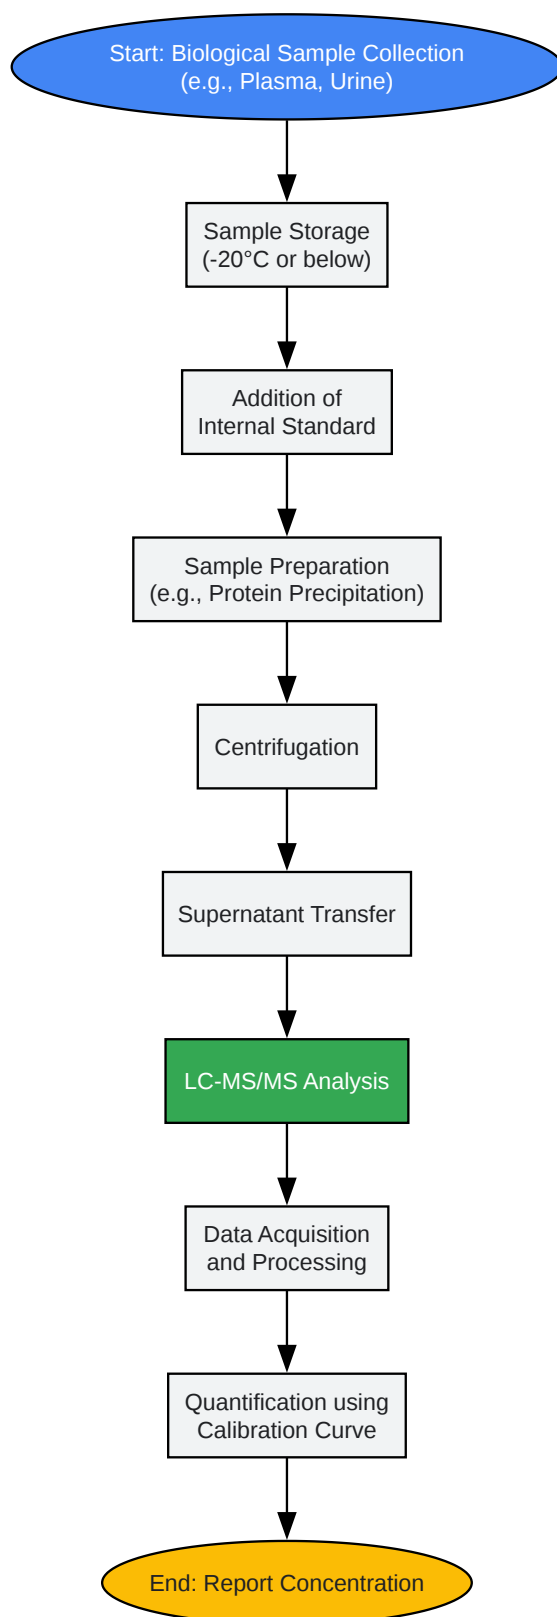 Start: Biological Sample Collection
(e.g., Plasma, Urine)
Sample Storage
(-20°C or below)
Addition of
Internal Standard
Sample Preparation
(e.g., Protein Precipitation)
Centrifugation
Supernatant Transfer
LC-MS/MS Analysis
Data Acquisition
and Processing
Quantification using
Calibration Curve
End: Report Concentration